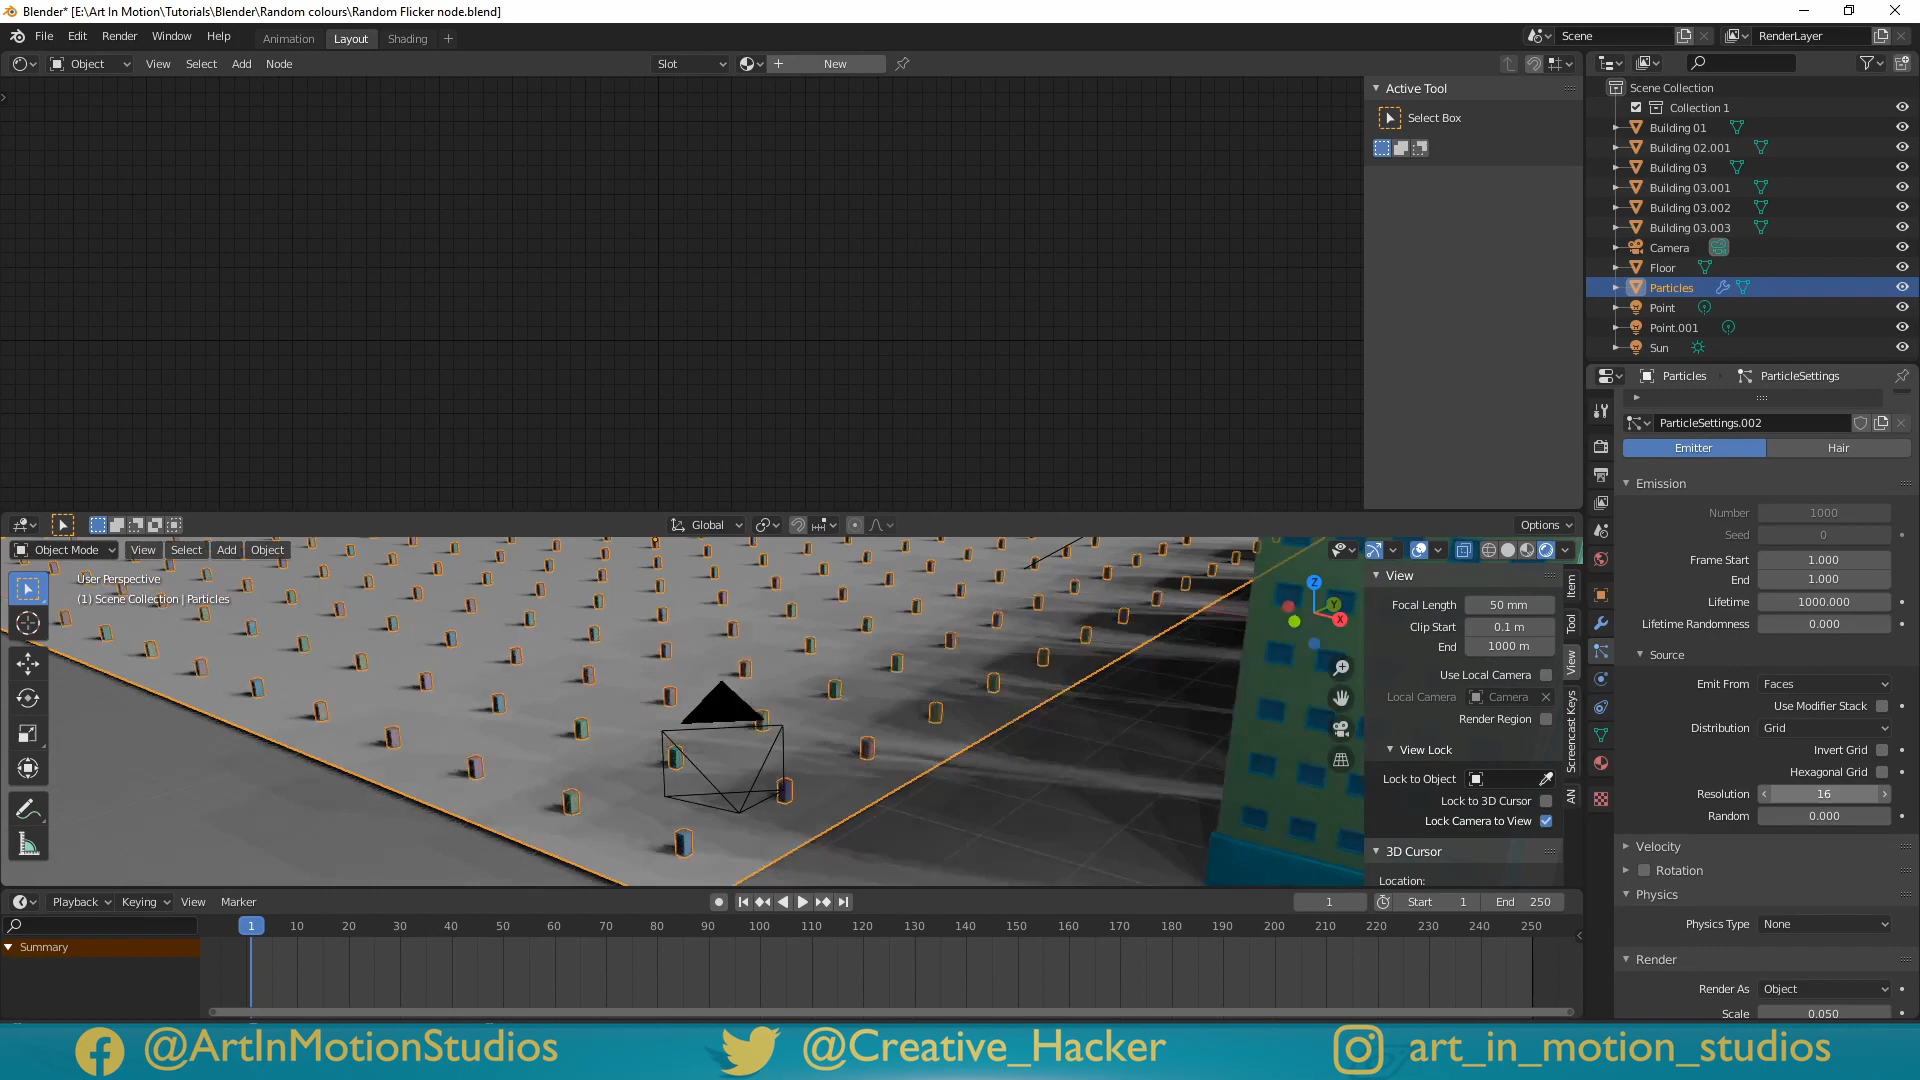 Blender* [E:\Art In Motion\Tutorials\Blender\Random colours\Random Flicker node.blend]
File Edit Render Window Help Animation Layout Shading + Scene RenderLayer
Object View Select Add Node Slot New
Active Tool
Select Box
Scene Collection
Collection 1
Building 01
Building 02.001
Building 03
Building 03.001
Building 03.002
Building 03.003
Camera
Floor
Particles
Point
Point.001
Sun
Particles ParticleSettings
ParticleSettings.002
Emitter Hair
Emission
Number 1000
Seed 0
Frame Start 1.000
End 1.000
Lifetime 1000.000
Lifetime Randomness 0.000
Source
Emit From Faces
Use Modifier Stack
Distribution Grid
Invert Grid
Hexagonal Grid
Resolution 16
Random 0.000
Velocity
Rotation
Physics
Physics Type None
Render
Render As Object
Scale 0.050
Global Options
Object Mode View Select Add Object
User Perspective
(1) Scene Collection | Particles
Z
Y
X
View
Focal Length 50 mm
Clip Start 0.1 m
End 1000 m
Use Local Camera
Local Camera Camera
Render Region
View Lock
Lock to Object
Lock to 3D Cursor
Lock Camera to View
3D Cursor
Location:
Item
Tool
View
Screencast Keys
AN
Playback Keying View Marker 1 Start 1 End 250
1 10 20 30 40 50 60 70 80 90 100 110 120 130 140 150 160 170 180 190 200 210 220 230 240 250
Summary
@ArtInMotionStudios @Creative_Hacker art_in_motion_studios